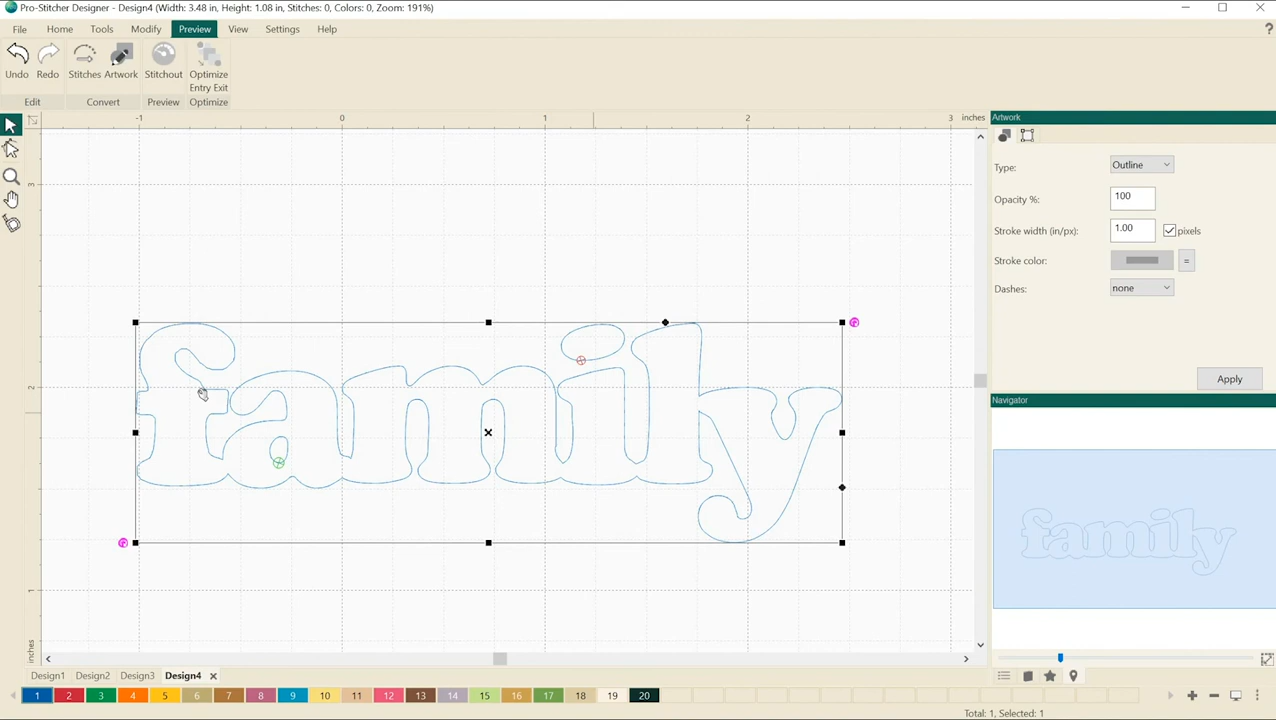 Pro-Stitcher Designer - Design4 (Width: 3.48 in, Height: 1.08 in, Stitches: 0, Colors: 0, Zoom: 191%)
File Home Tools Modify Preview View Settings Help
?
Undo Redo Stitches Artwork Stitchout Optimize Entry Exit
Edit Convert Preview Optimize
-1 0 1 2 3 inches
Artwork
Type: Outline
Opacity %: 100
Stroke width (in/px): 1.00 pixels
Stroke color: =
Dashes: none
Apply
Navigator
3
2
1
inches
family
family
Design1 Design2 Design3 Design4
1 2 3 4 5 6 7 8 9 10 11 12 13 14 15 16 17 18 19 20
Total: 1, Selected: 1